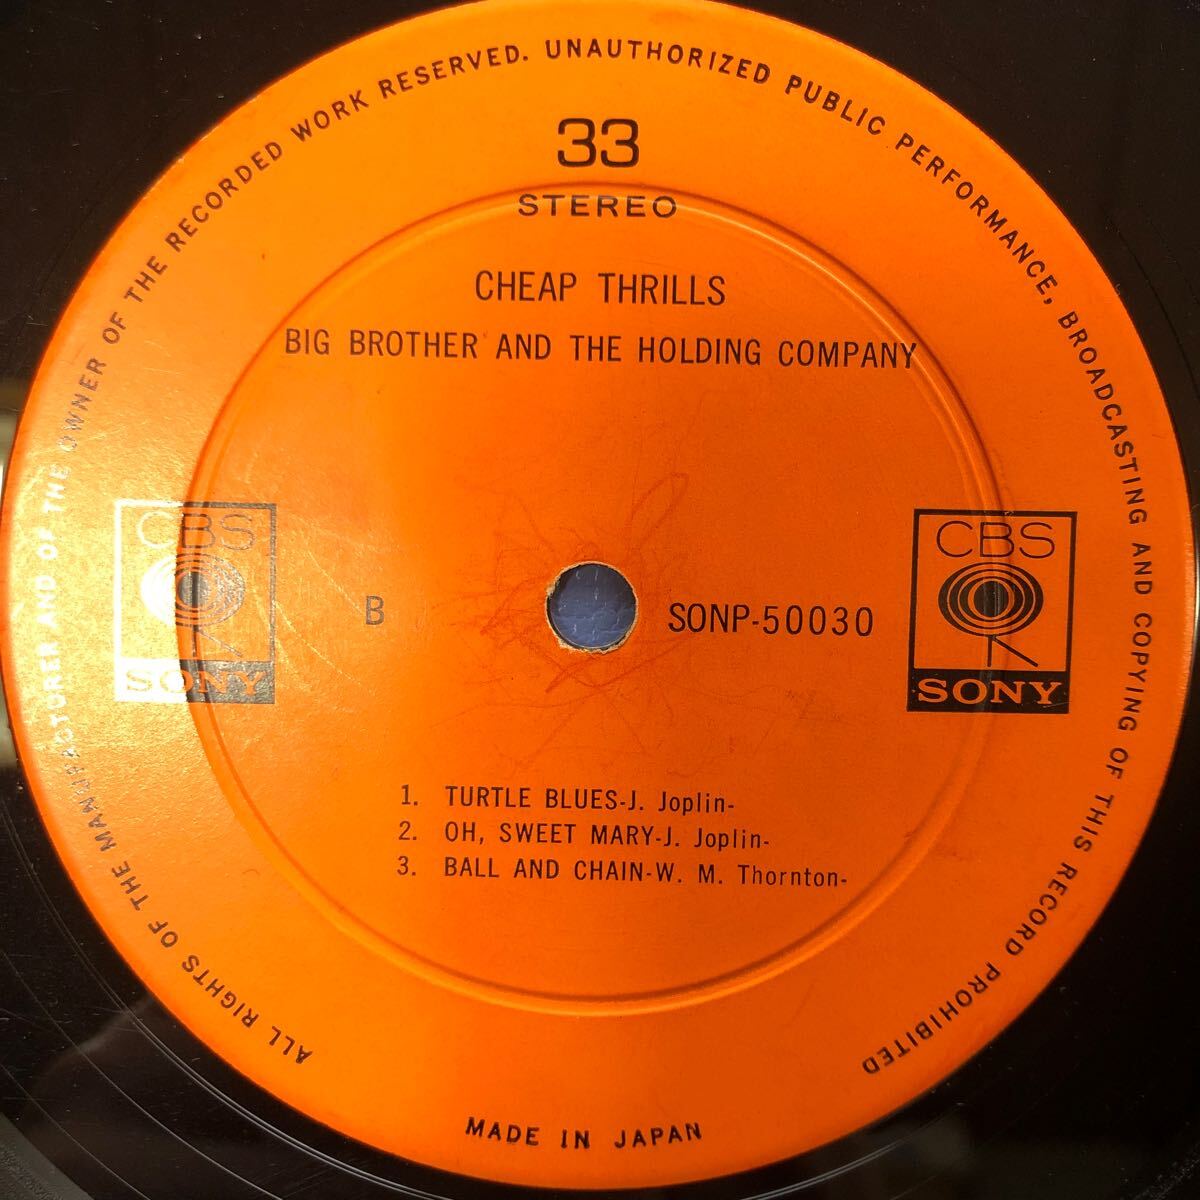 ALL RIGHTS OF THE MANUFACTURER AND OF THE OWNER OF THE RECORDED WORK RESERVED. UNAUTHORIZED PUBLIC PERFORMANCE, BROADCASTING AND COPYING OF THIS RECORD PROHIBITED
33
STEREO
CHEAP THRILLS
BIG BROTHER AND THE HOLDING COMPANY
CBS
SONY
B
SONP-50030
CBS
SONY
1. TURTLE BLUES-J. Joplin-
2. OH, SWEET MARY-J. Joplin-
3. BALL AND CHAIN-W. M. Thornton-
MADE IN JAPAN